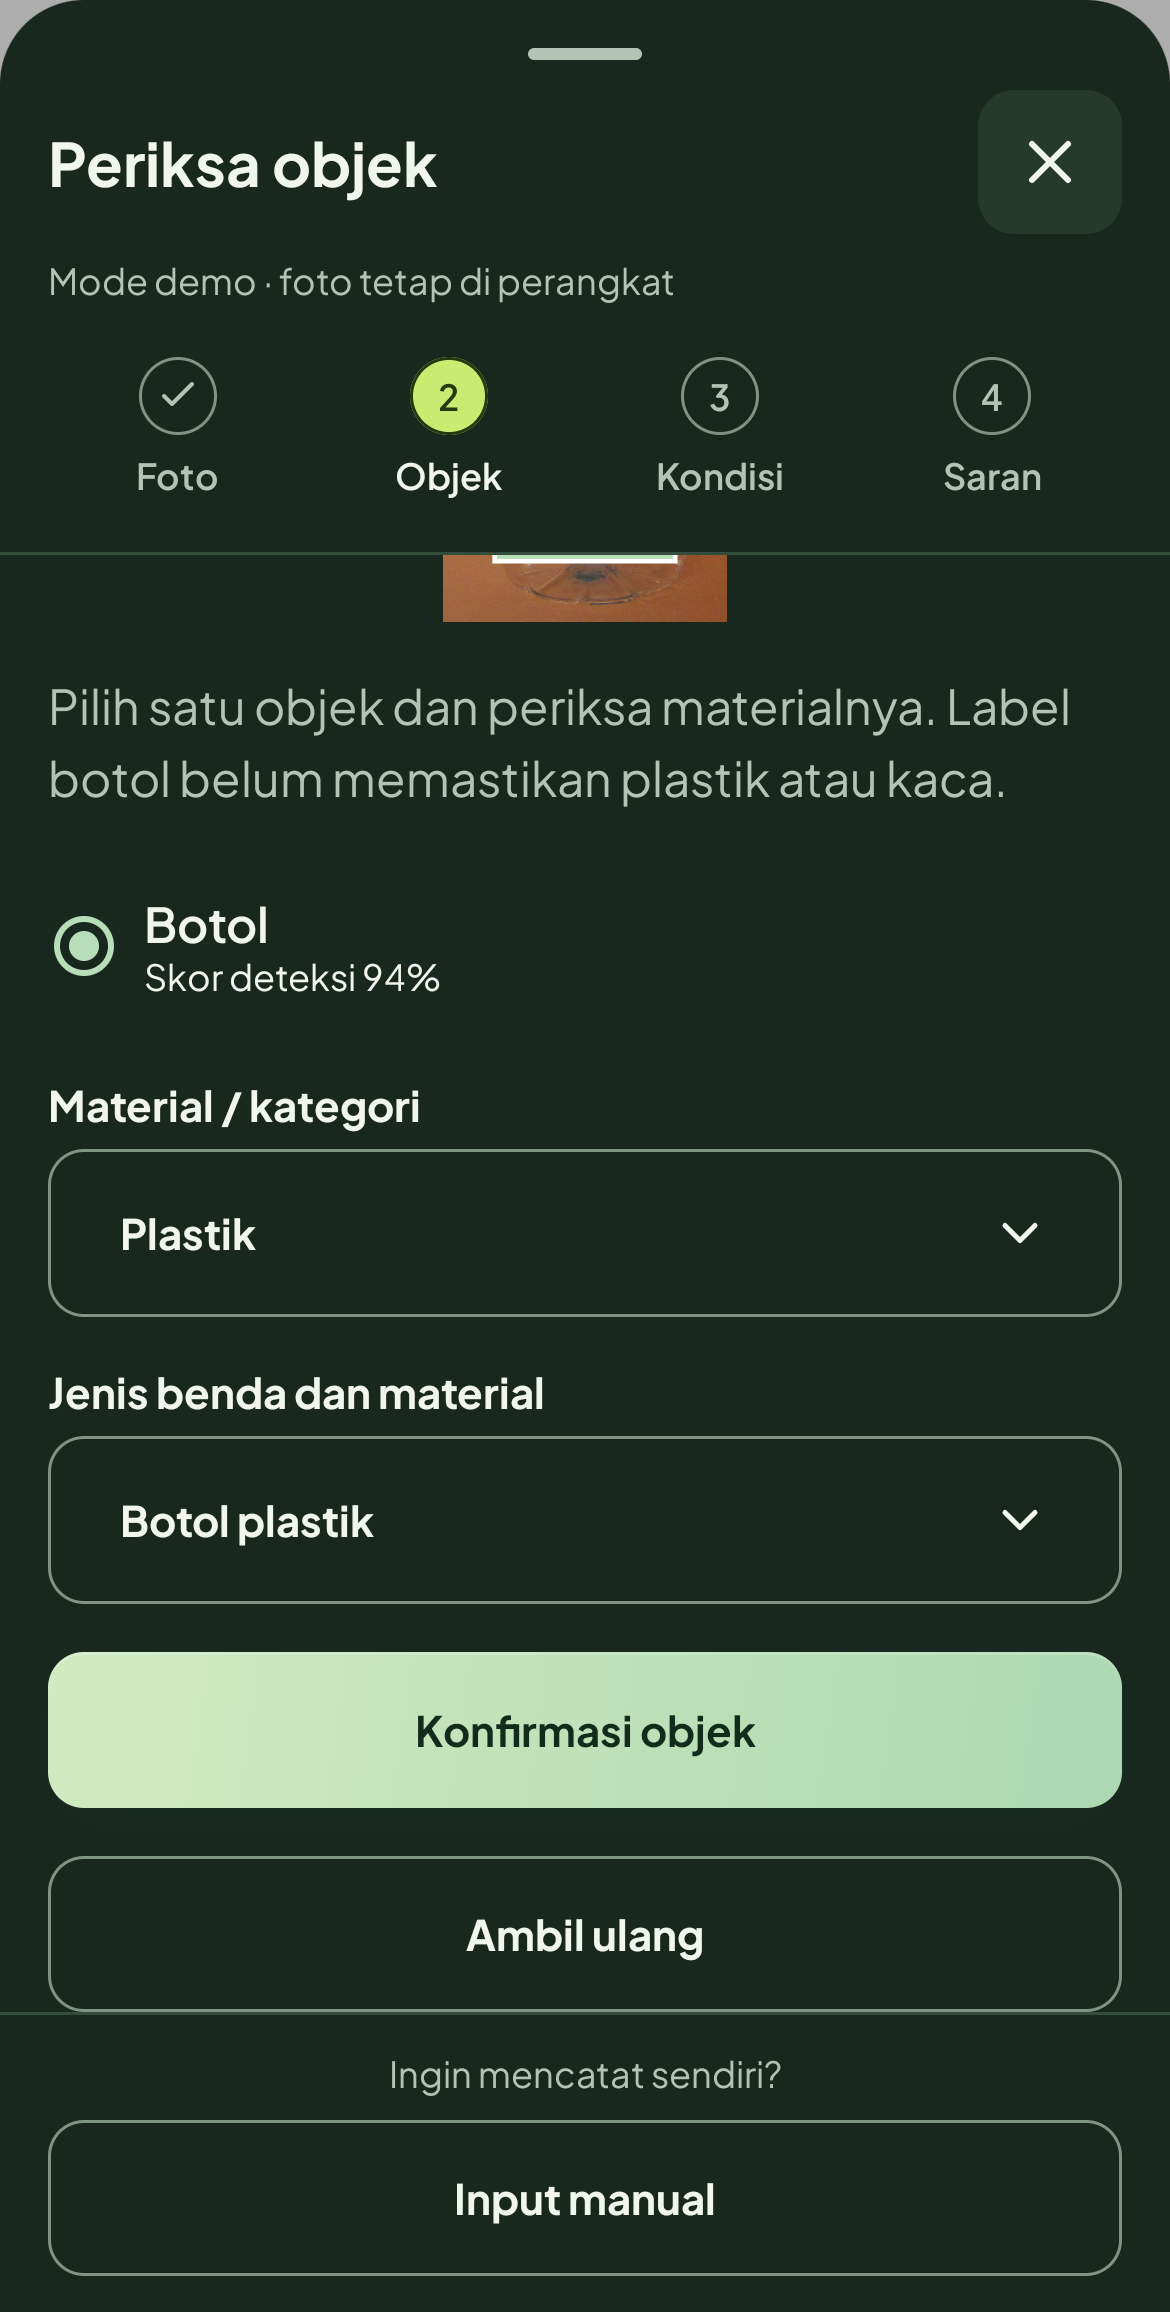 Periksa objek
Mode demo · foto tetap di perangkat
2
3
4
Foto
Objek
Kondisi
Saran
Pilih satu objek dan periksa materialnya. Label
botol belum memastikan plastik atau kaca.
Botol
Skor deteksi 94%
Material / kategori
Plastik
Jenis benda dan material
Botol plastik
Konfirmasi objek
Ambil ulang
Ingin mencatat sendiri?
Input manual